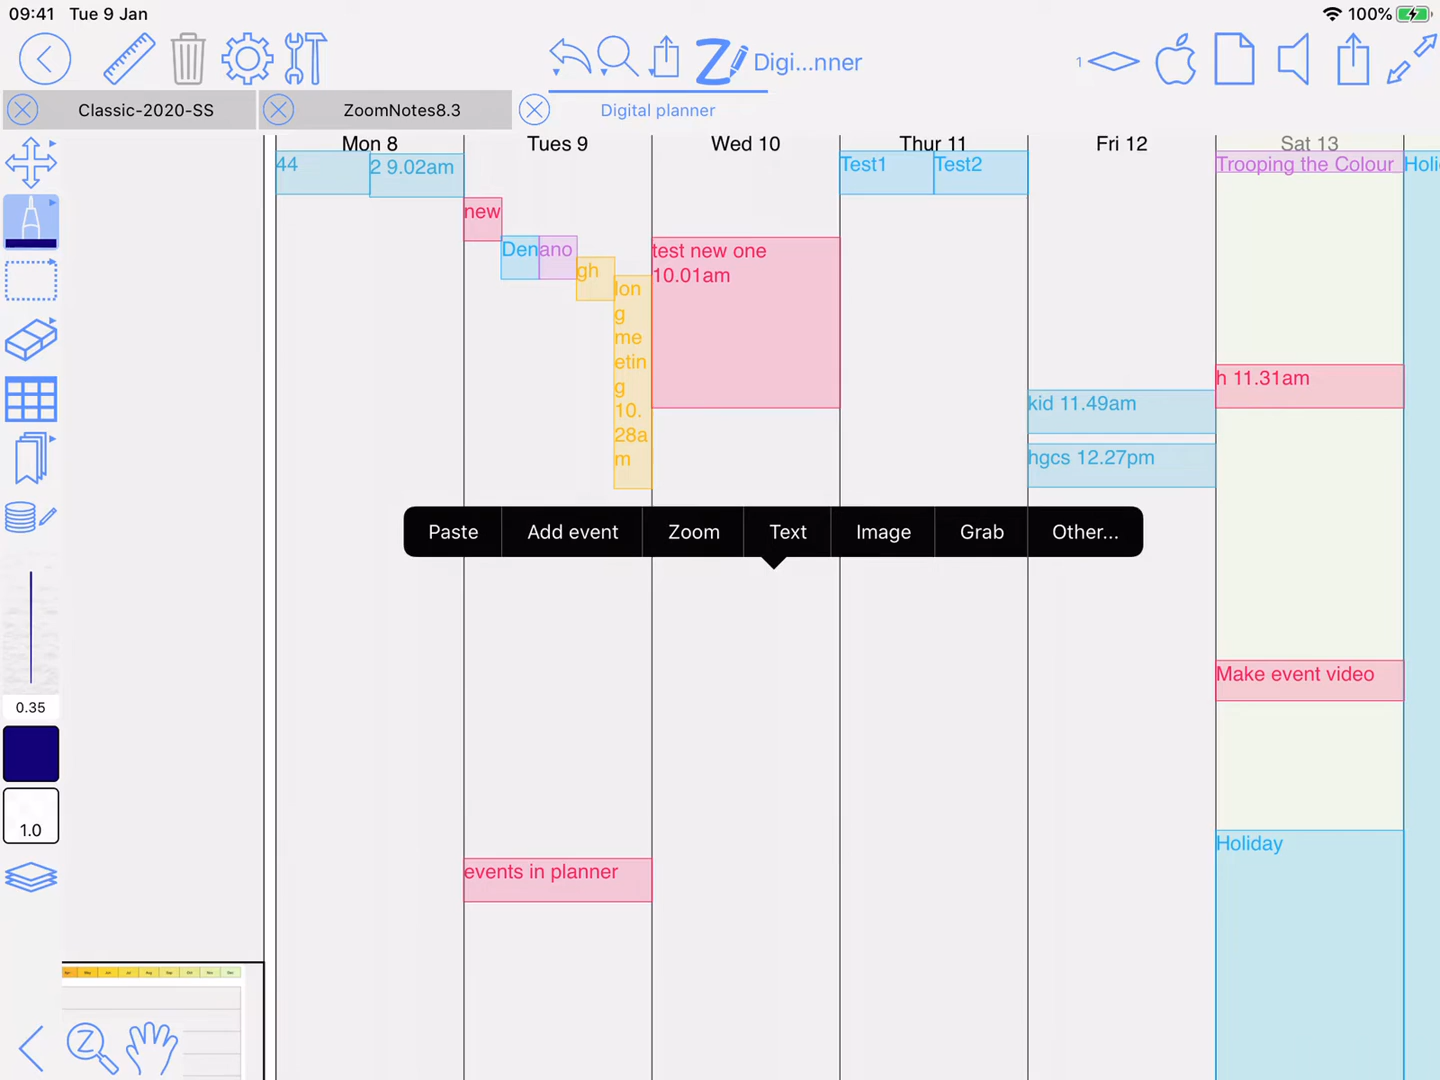 09:41 Tue 9 Jan
100%
Digi...nner
1
Classic-2020-SS
ZoomNotes8.3
Digital planner
Mon 8
Tues 9
Wed 10
Thur 11
Fri 12
Sat 13
44
2 9.02am
Test1
Test2
Trooping the Colour
Holi
new
Den
ano
gh
lon
g
me
etin
g
10.
28a
m
test new one
10.01am
h 11.31am
kid 11.49am
hgcs 12.27pm
Paste
Add event
Zoom
Text
Image
Grab
Other...
Make event video
0.35
1.0
Holiday
events in planner
Z